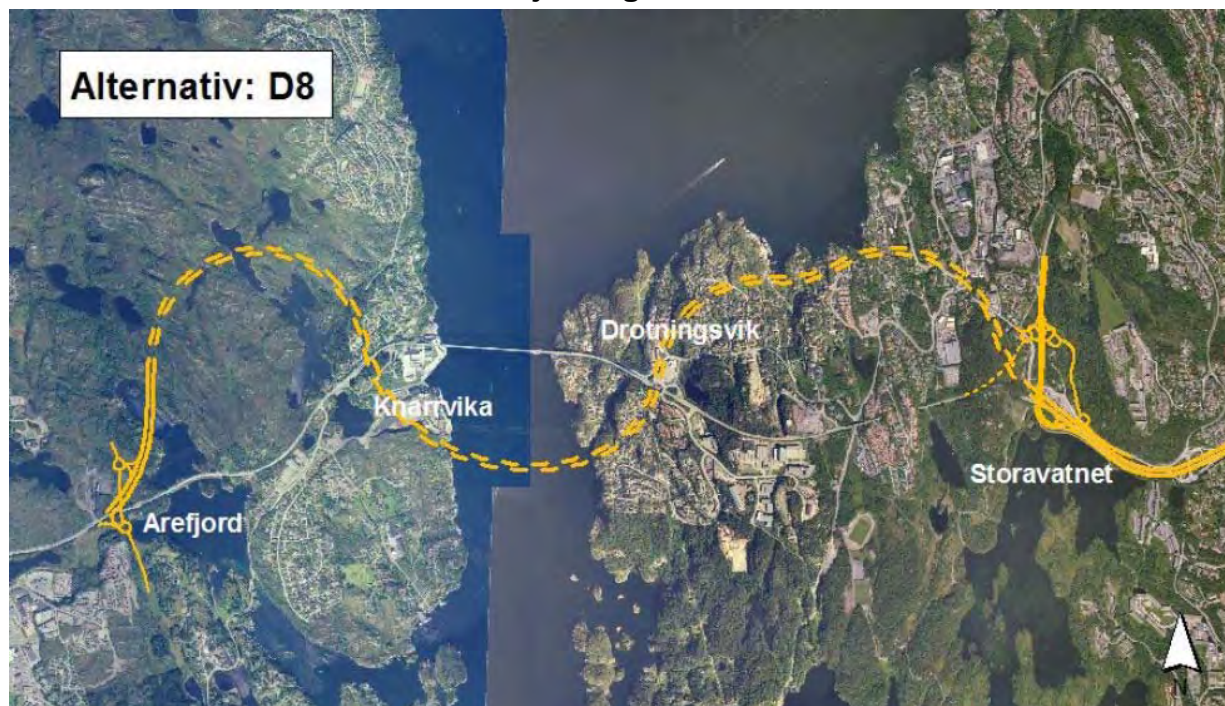 Alternativ: D8
Drotningsvik
Knarrvika
Storavatnet
Arefjord
N